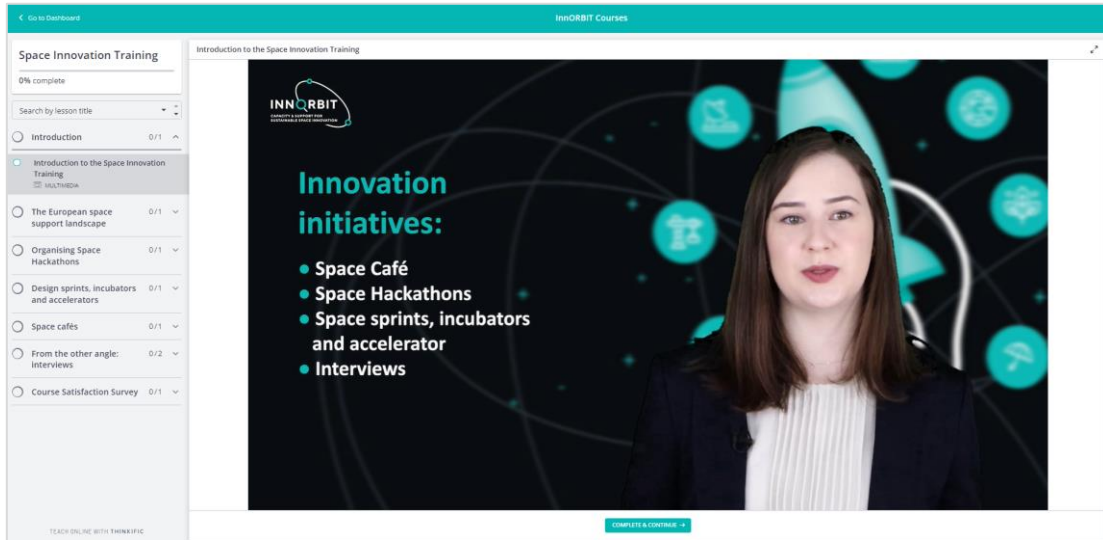 Go to Dashboard
InnORBIT Courses
Space Innovation Training
0% complete
Search by lesson title
Introduction 0/1
Introduction to the Space Innovation
Training
MULTIMEDIA
The European space 0/1
support landscape
Organising Space 0/1
Hackathons
Design sprints, incubators 0/1
and accelerators
Space cafés 0/1
From the other angle: 0/2
interviews
Course Satisfaction Survey 0/1
TEACH ONLINE WITH THINKIFIC
Introduction to the Space Innovation Training
INNORBIT
CAPACITY & SUPPORT FOR
SUSTAINABLE SPACE INNOVATION
Innovation
initiatives:
• Space Café
• Space Hackathons
• Space sprints, incubators
and accelerator
• Interviews
COMPLETE & CONTINUE →